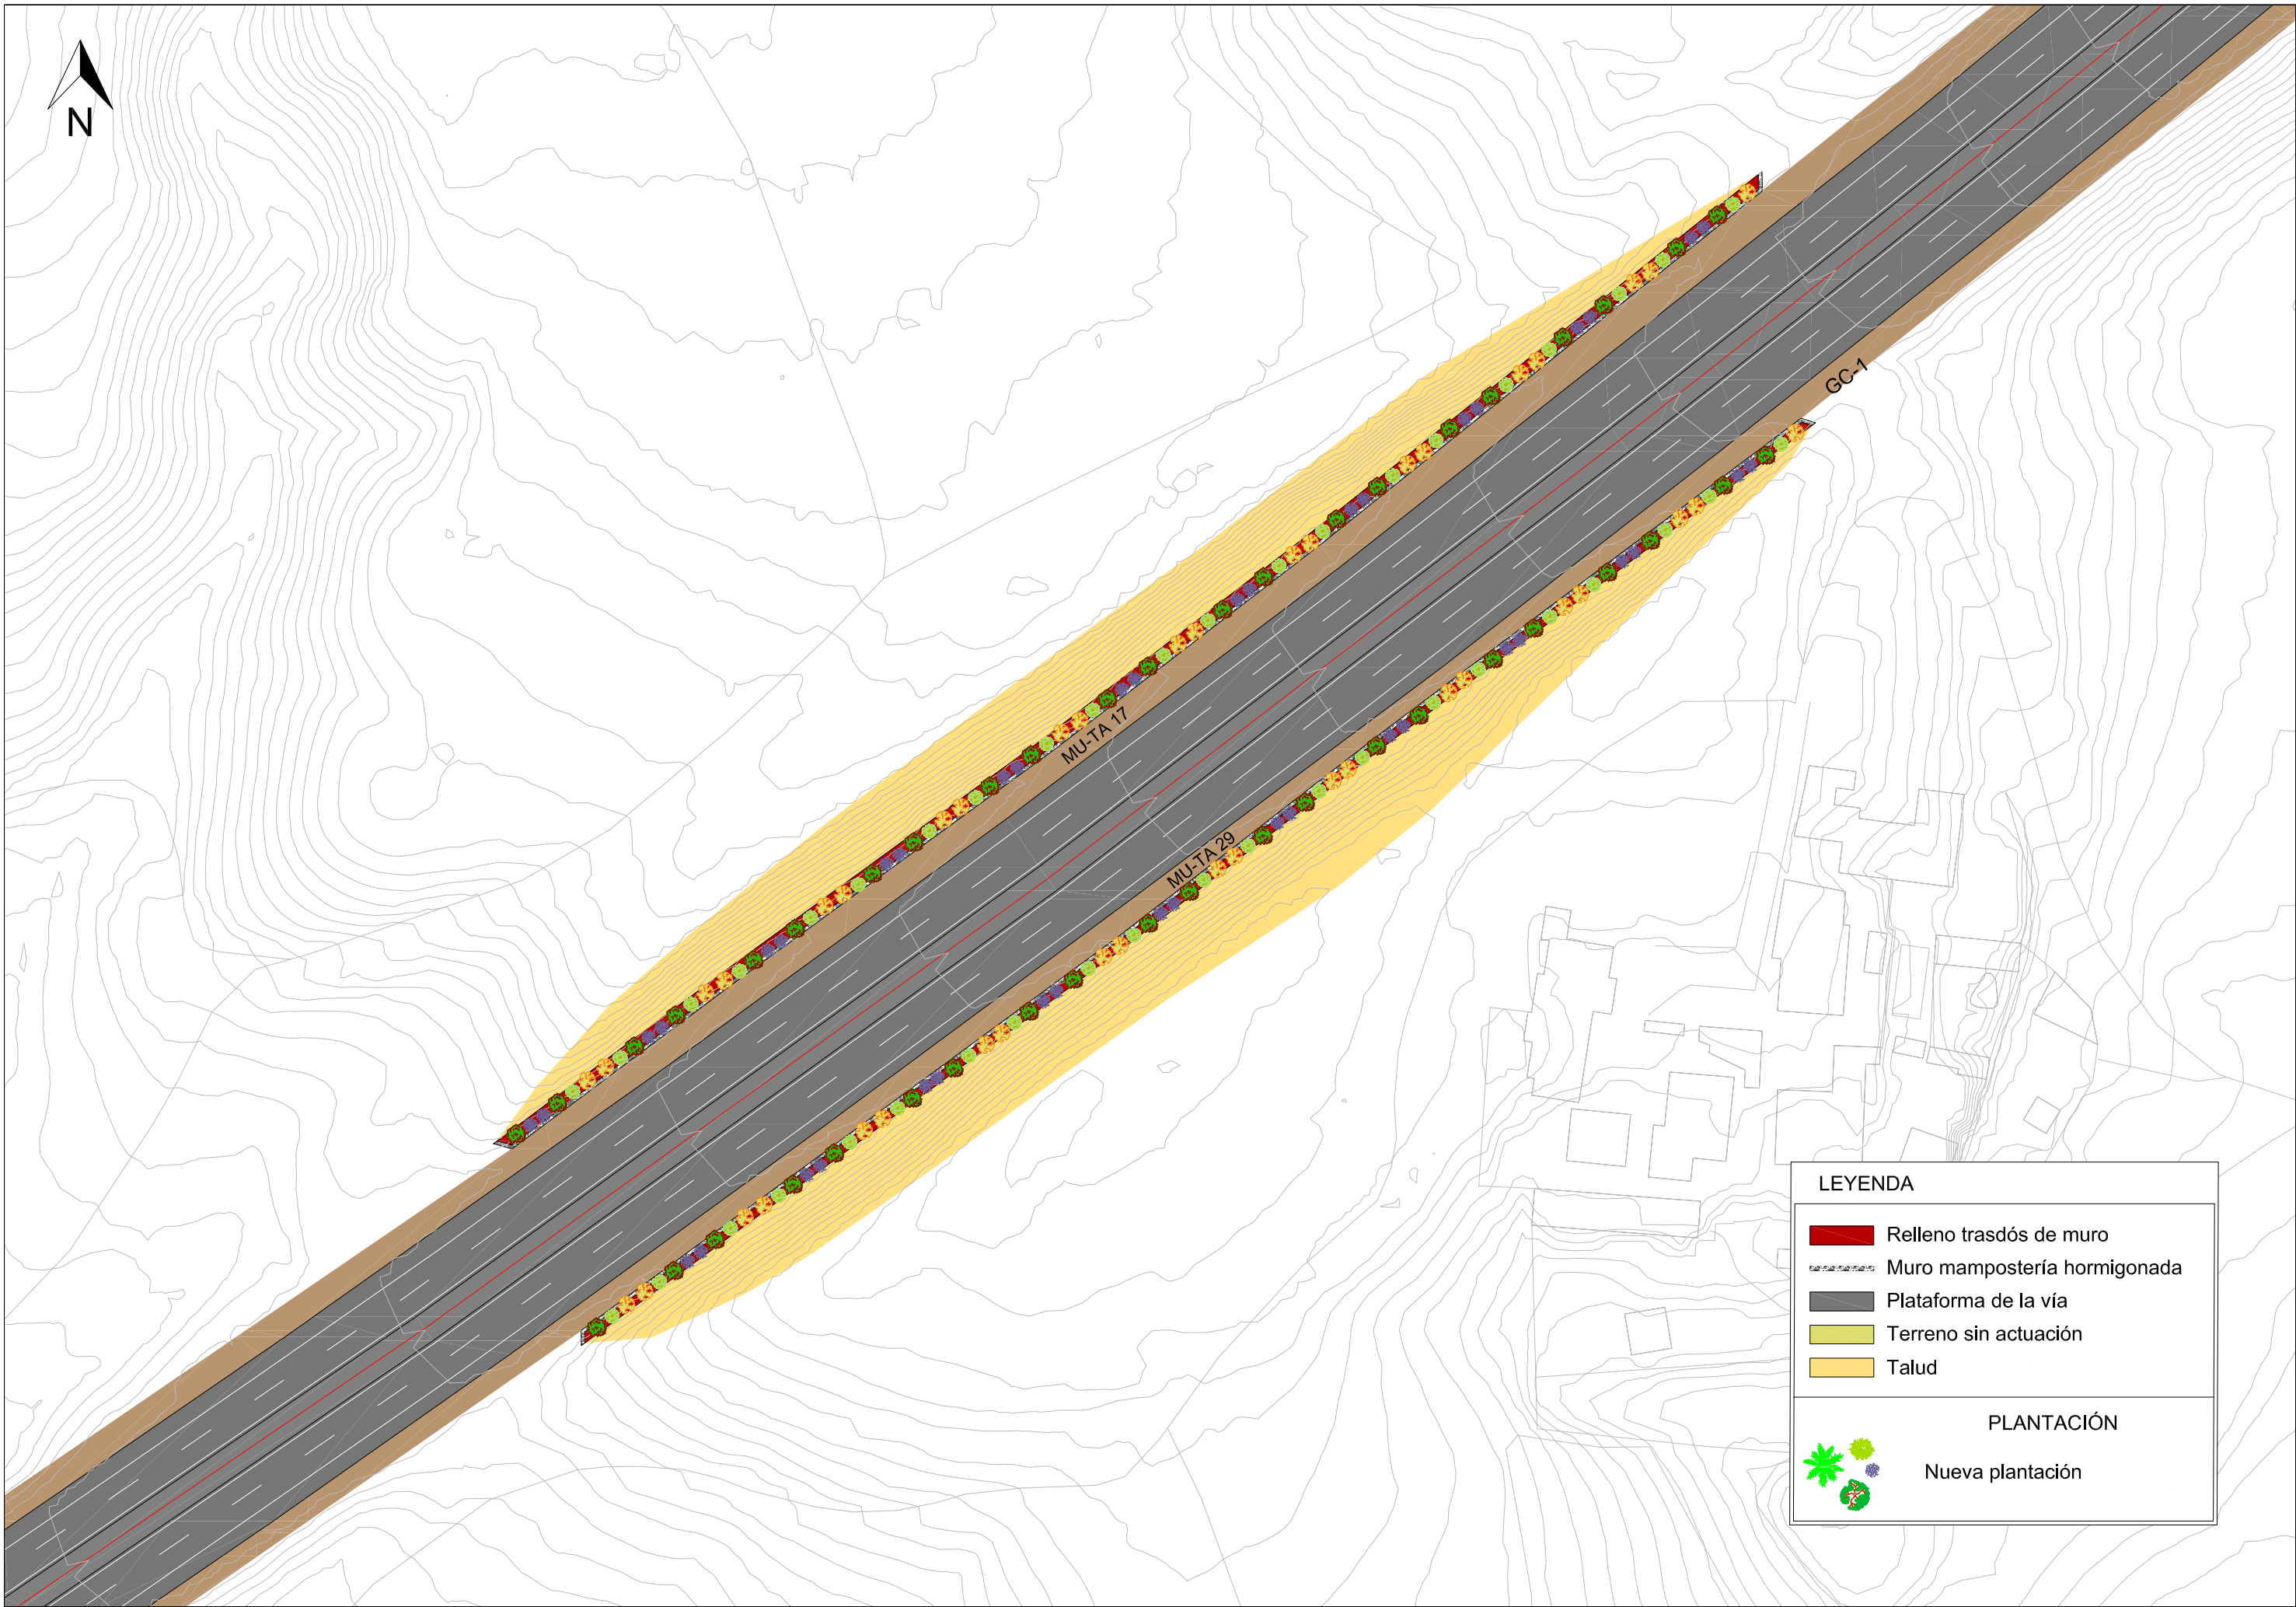 N
GC-1
MU-TA 17
MU-TA 29
LEYENDA
Relleno trasdós de muro
Muro mampostería hormigonada
Plataforma de la vía
Terreno sin actuación
Talud
PLANTACIÓN
Nueva plantación